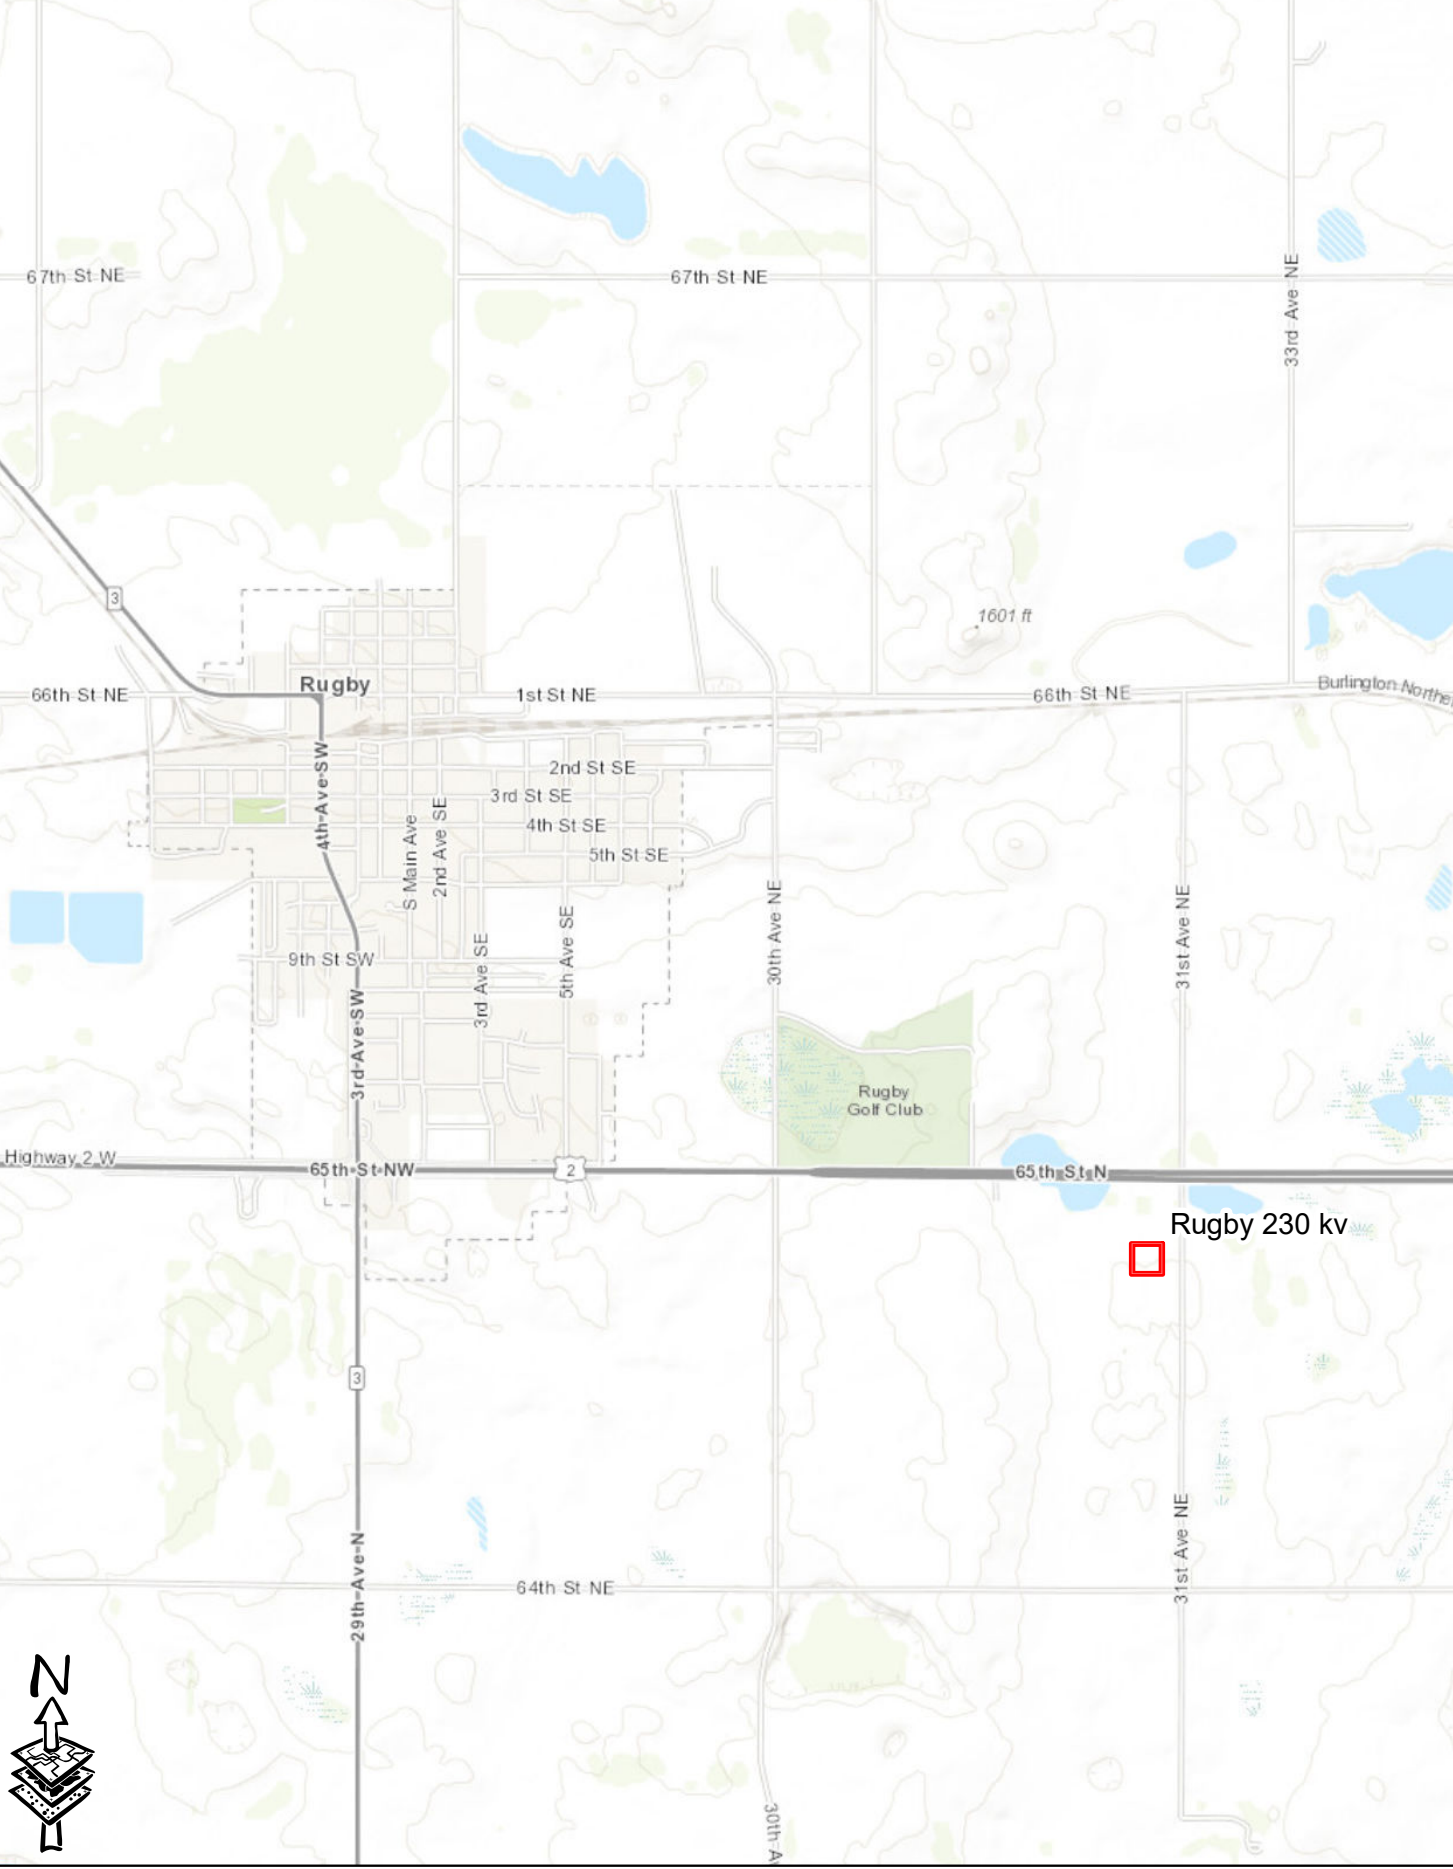 67th St NE
67th St NE
33rd Ave NE
3
1601 ft
Rugby
66th St NE
1st St NE
66th St NE
Burlington Northe
4th Ave SW
2nd St SE
3rd St SE
4th St SE
5th St SE
S Main Ave
2nd Ave SE
30th Ave NE
31st Ave NE
5th Ave SE
9th St SW
3rd Ave SE
3rd Ave SW
Rugby
Golf Club
Highway 2 W
65th St NW
2
65th St N
Rugby 230 kv
3
31st Ave NE
29th Ave N
64th St NE
N
30th A